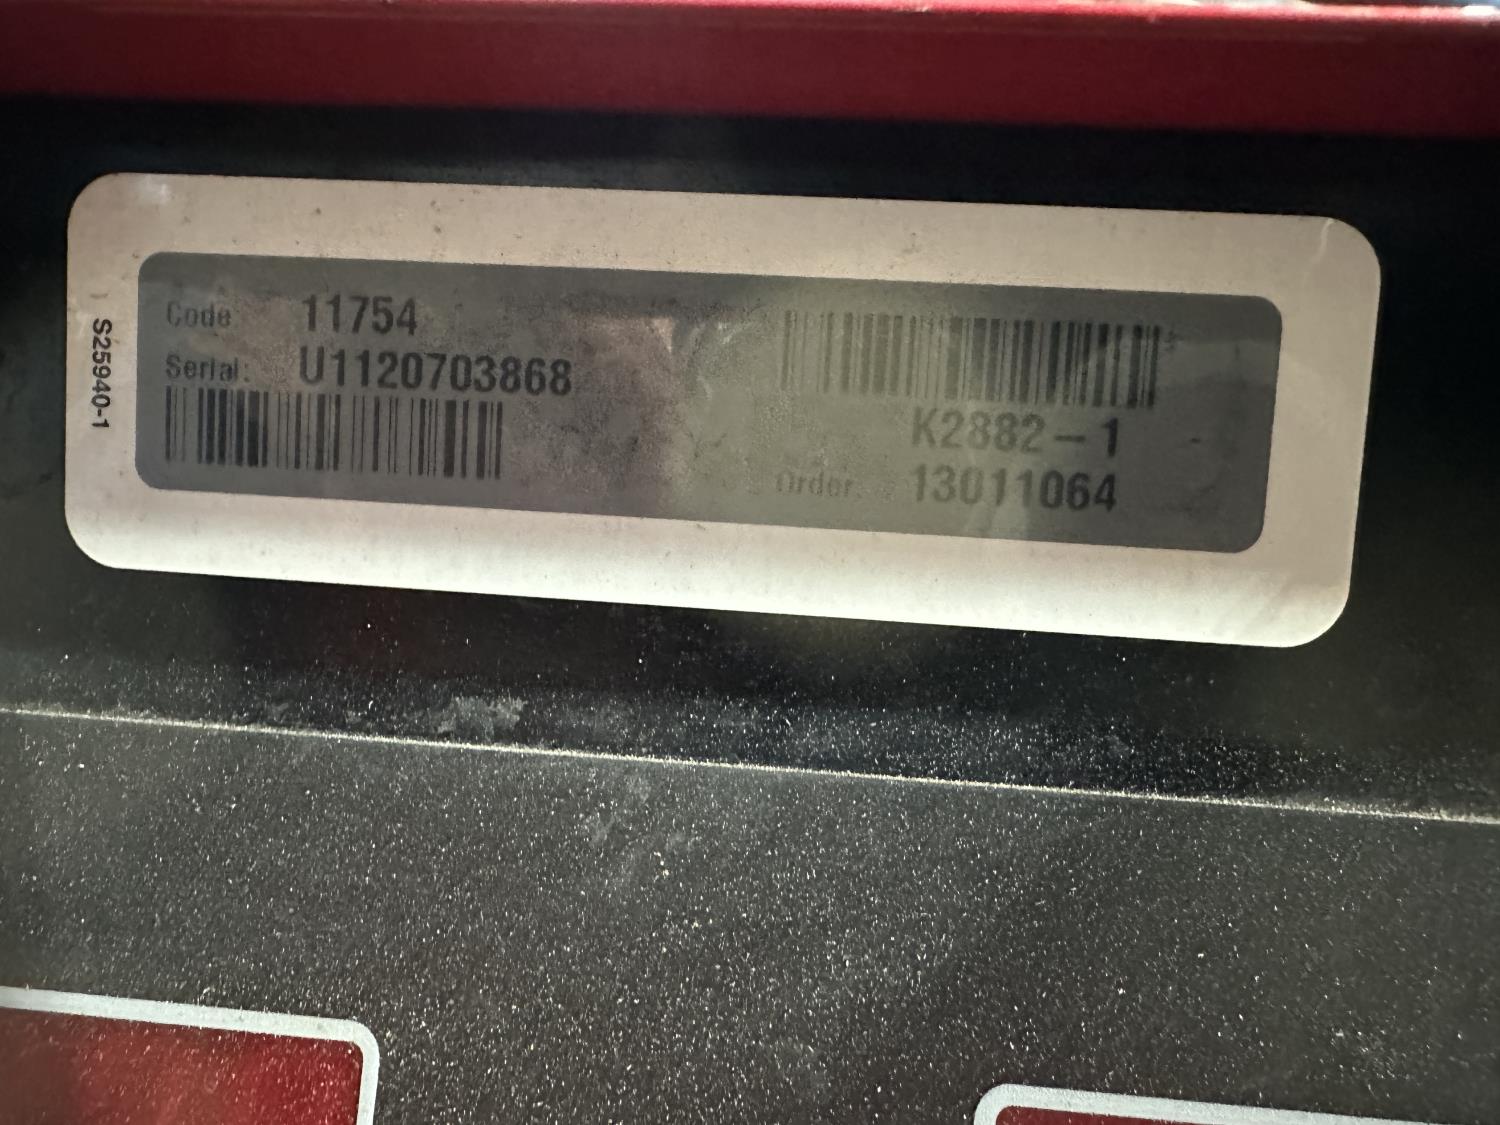 S25940-1
Code: 11754
Serial: U1120703868
K2882-1
Order: 13011064